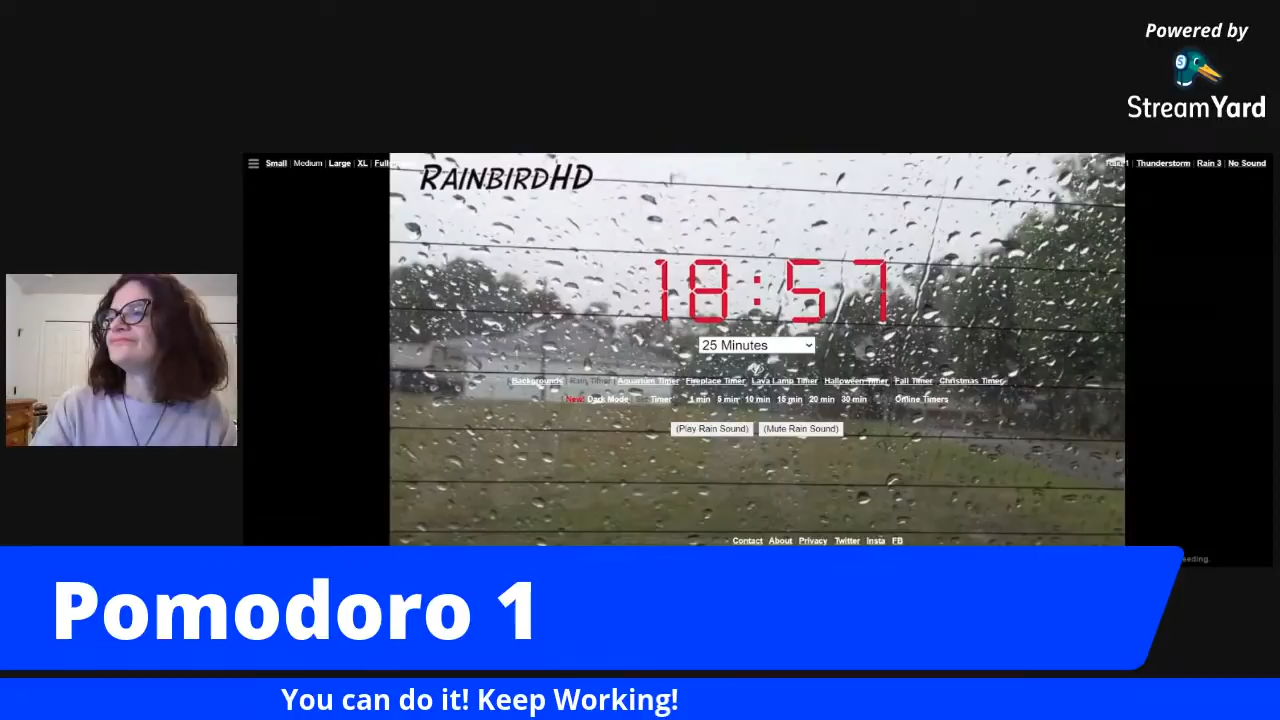 Powered by
StreamYard
Small | Medium | Large | XL | Full
Thunderstorm | Rain 3 | No Sound
RAINBIRDHD
18:57
25 Minutes
Backgrounds | Rain Timer | Aquarium Timer Fireplace Timer Lava Lamp Timer Halloween Timer Fall Timer Christmas Timer
New! Dark Mode Timer 1 min 5 min 10 min 15 min 20 min 30 min Online Timers
(Play Rain Sound) (Mute Rain Sound)
- Contact About Privacy Twitter Insta FB
Pomodoro 1
You can do it! Keep Working!